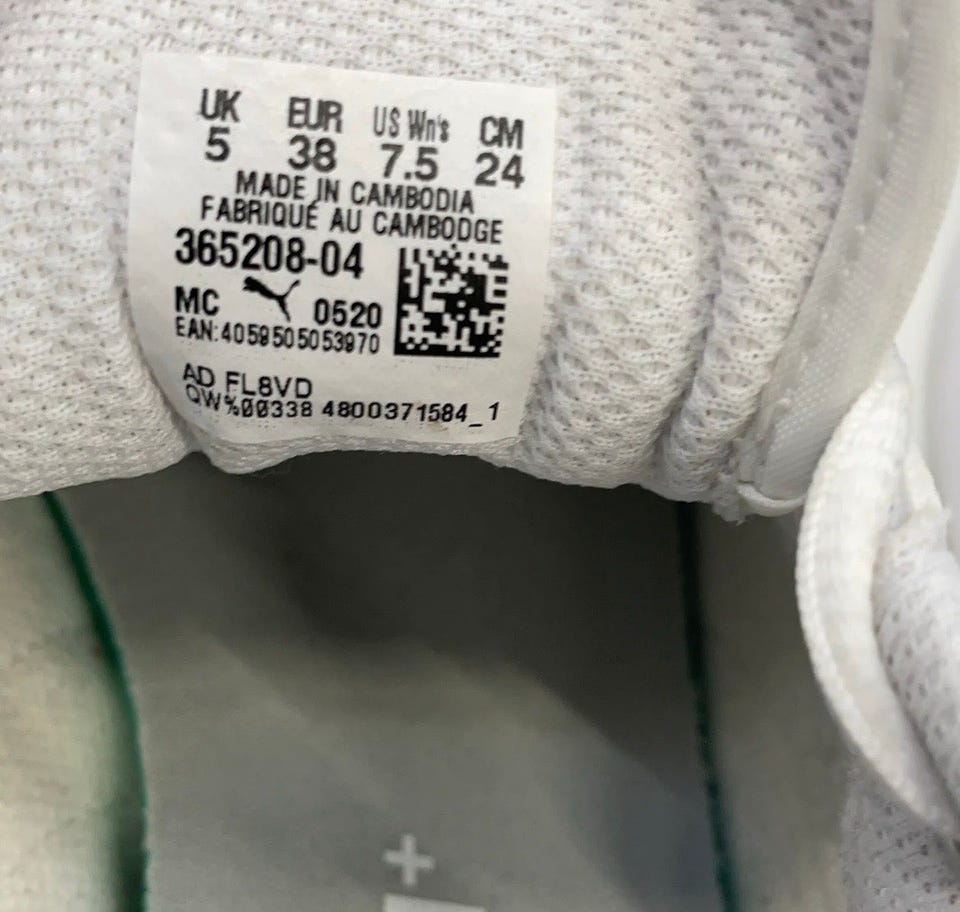 UK EUR US Wn's CM
5 38 7.5 24
MADE IN CAMBODIA
FABRIQUÉ AU CAMBODGE
365208-04
MC 0520
EAN:4059505053970
AD FL8VD
QW%00338 4800371584_1